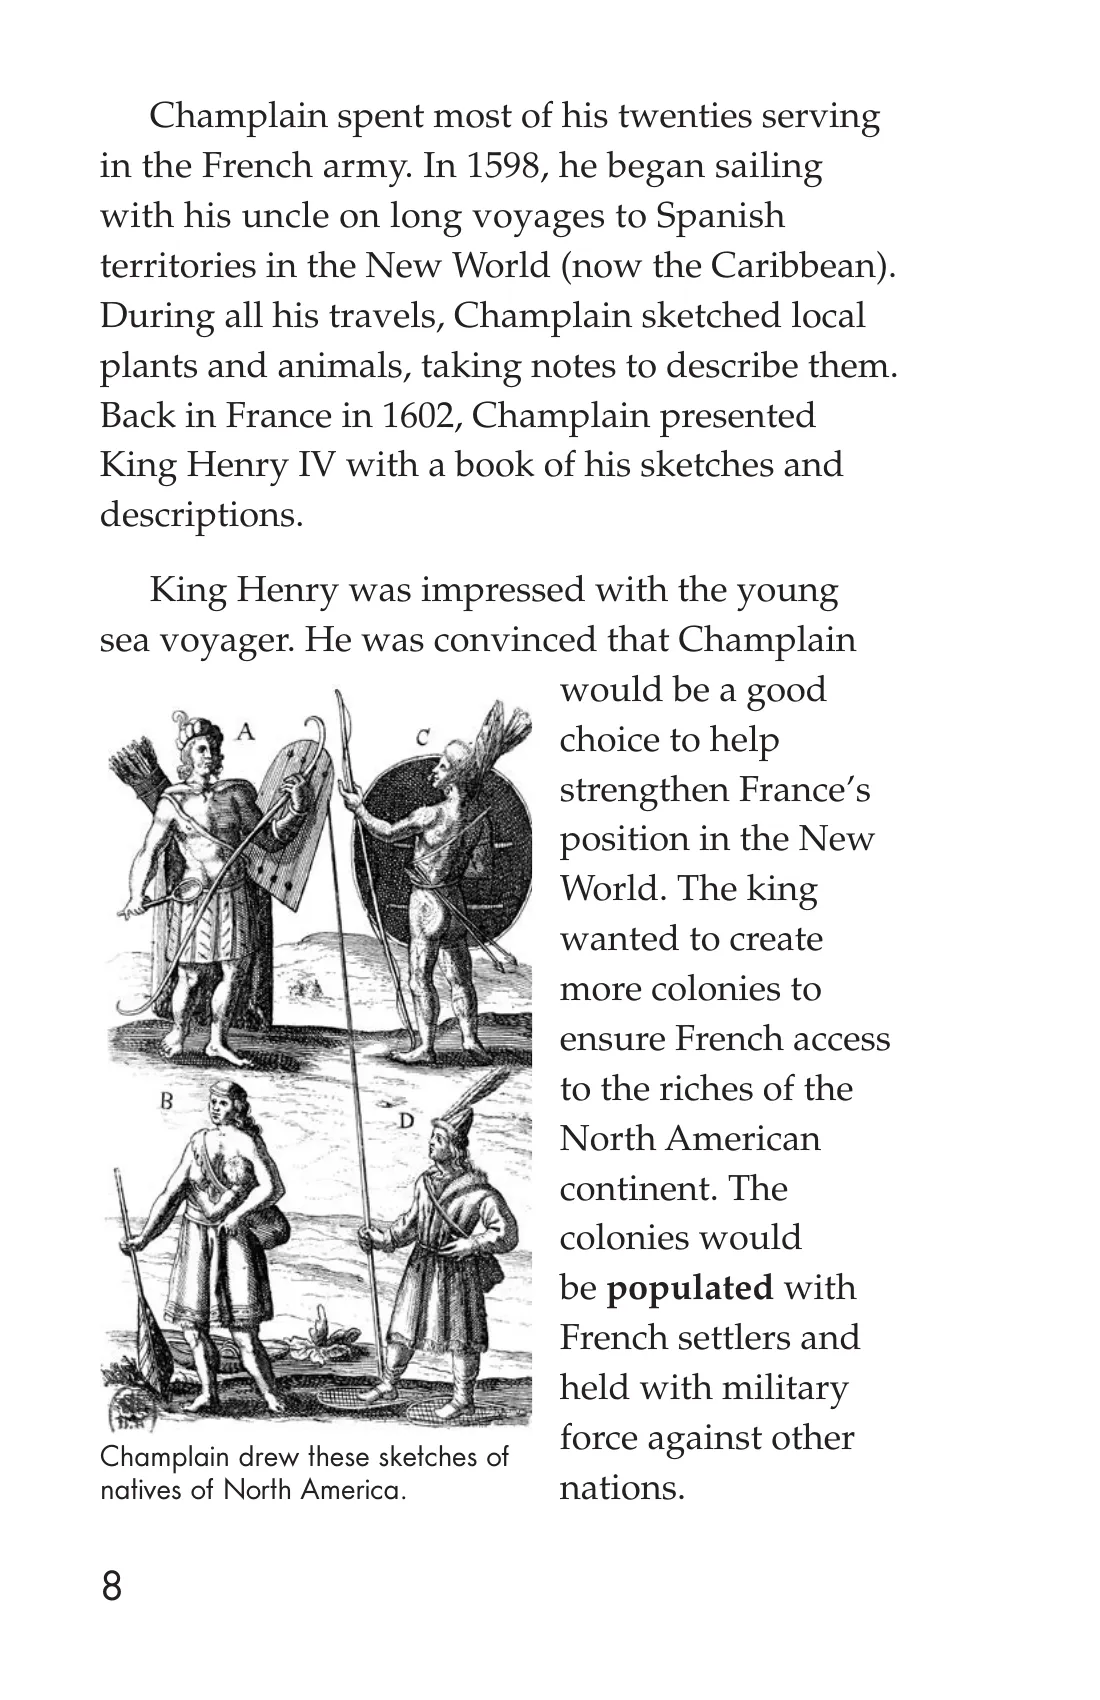 Champlain spent most of his twenties serving
in the French army. In 1598, he began sailing
with his uncle on long voyages to Spanish
territories in the New World (now the Caribbean).
During all his travels, Champlain sketched local
plants and animals, taking notes to describe them.
Back in France in 1602, Champlain presented
King Henry IV with a book of his sketches and
descriptions.
King Henry was impressed with the young
sea voyager. He was convinced that Champlain
would be a good
choice to help
strengthen France’s
position in the New
World. The king
wanted to create
more colonies to
ensure French access
to the riches of the
North American
continent. The
colonies would
be populated with
French settlers and
held with military
force against other
nations.
A
C
B
D
Champlain drew these sketches of
natives of North America.
8